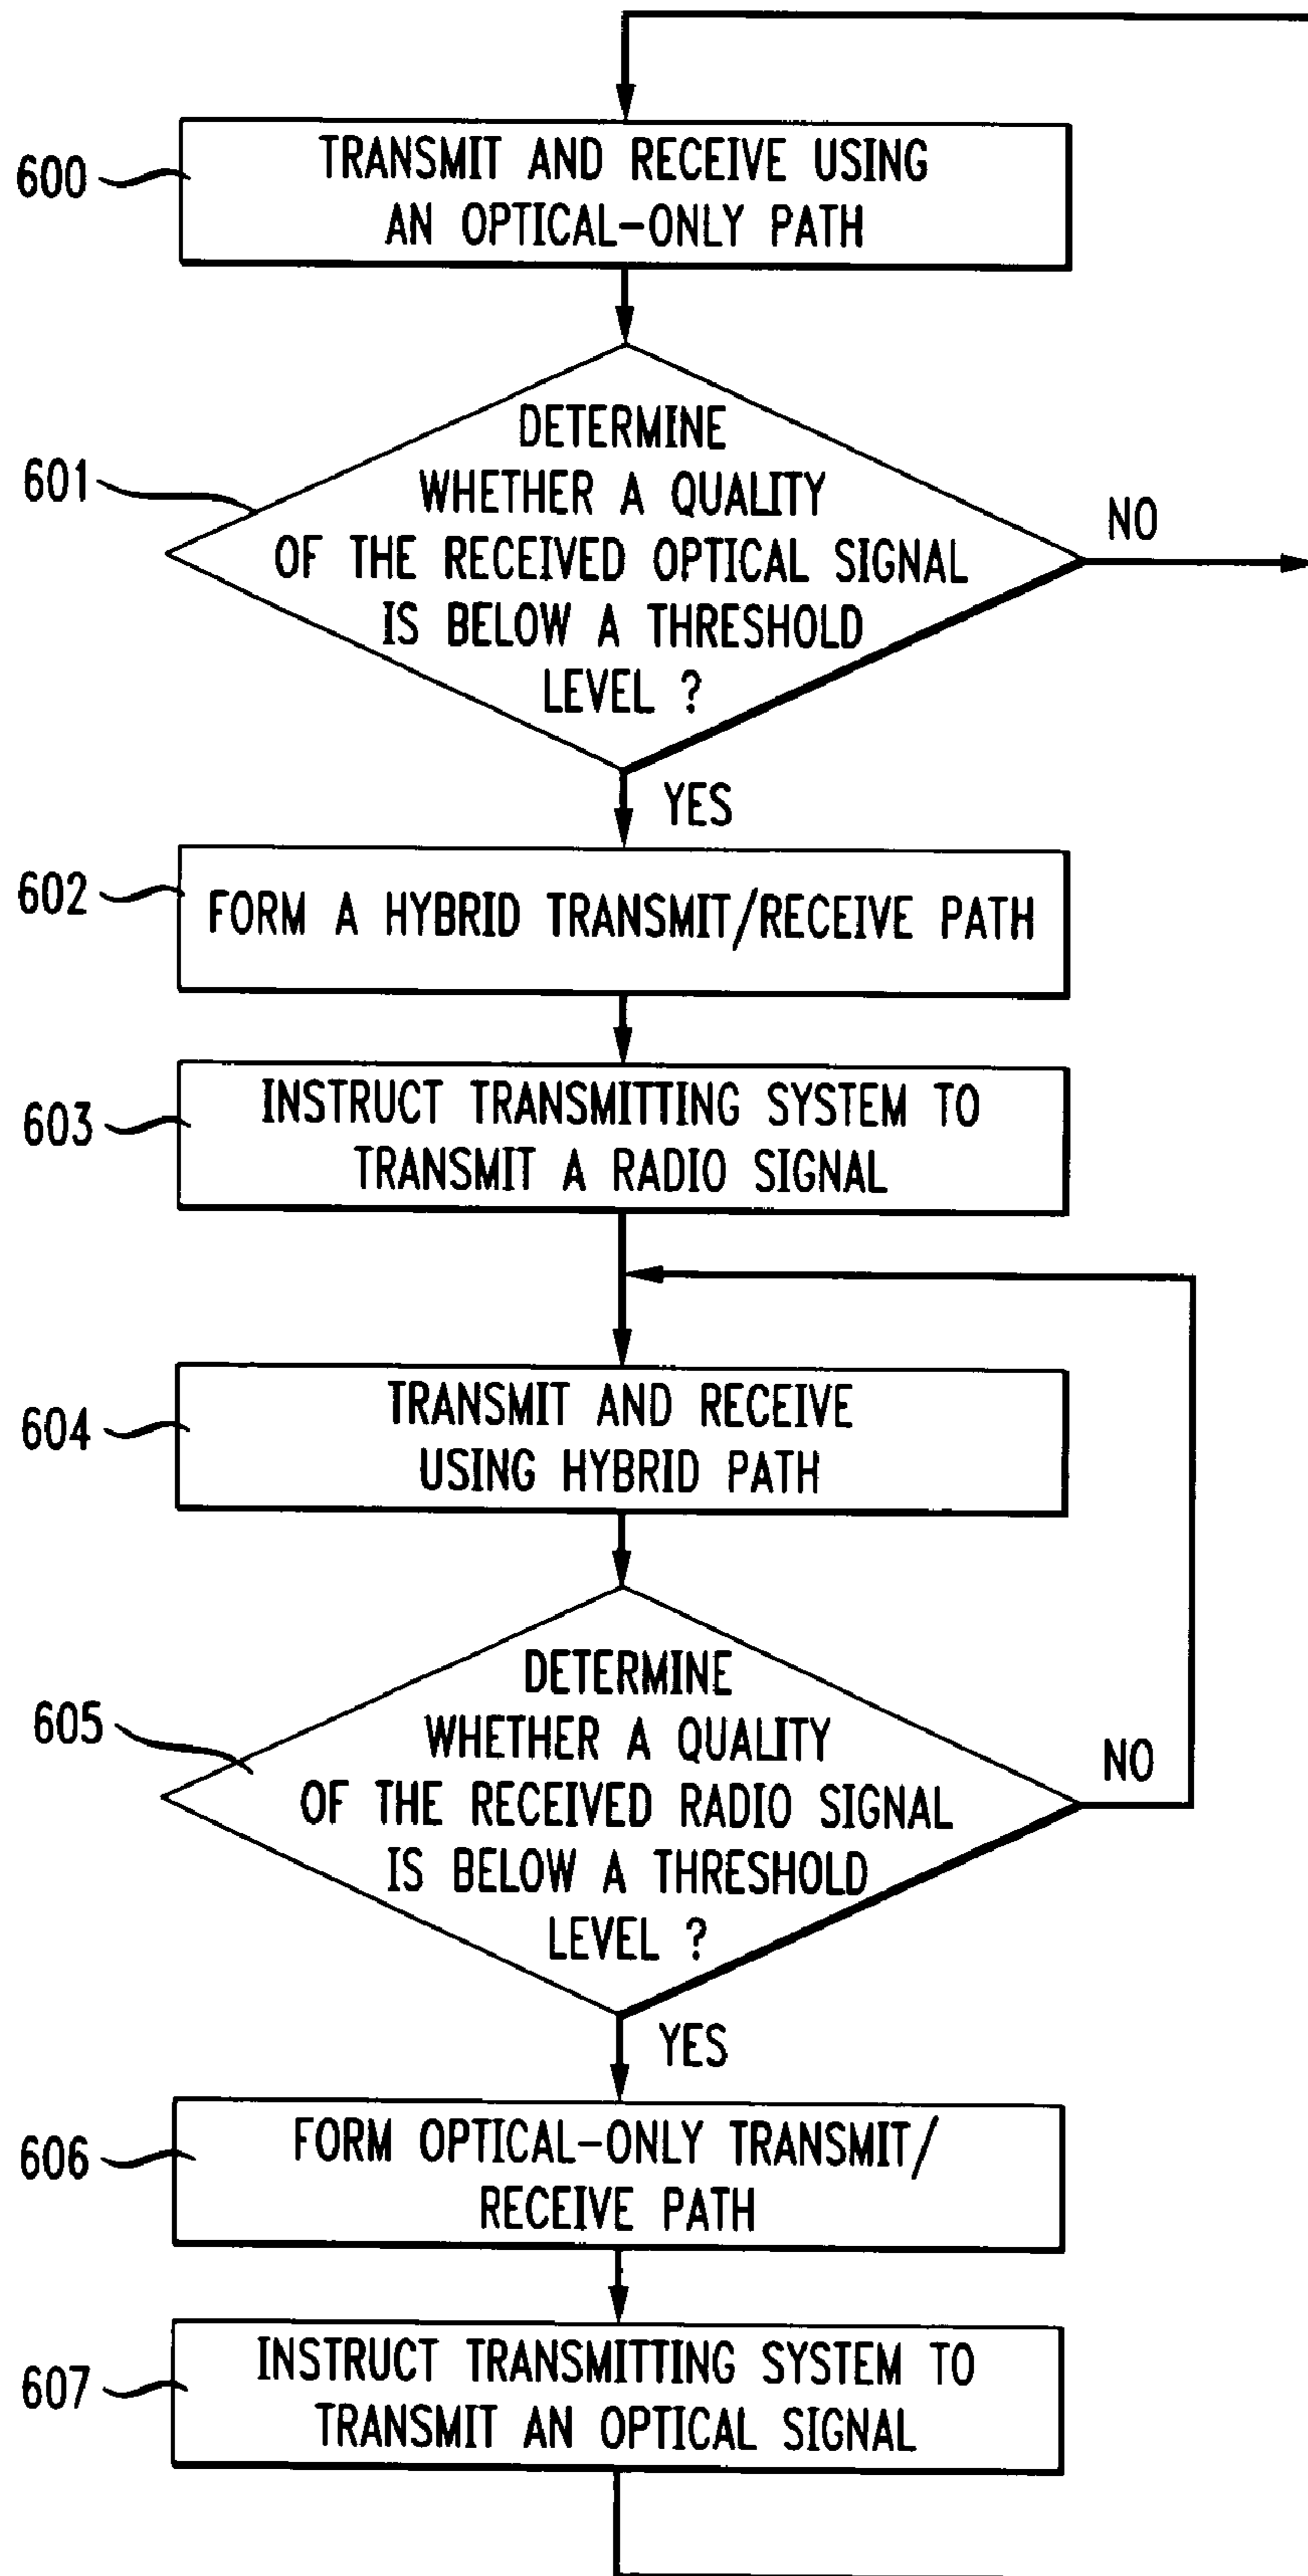 600
TRANSMIT AND RECEIVE USING
AN OPTICAL-ONLY PATH
601
DETERMINE
WHETHER A QUALITY
OF THE RECEIVED OPTICAL SIGNAL
IS BELOW A THRESHOLD
LEVEL ?
NO
YES
602
FORM A HYBRID TRANSMIT/RECEIVE PATH
603
INSTRUCT TRANSMITTING SYSTEM TO
TRANSMIT A RADIO SIGNAL
604
TRANSMIT AND RECEIVE
USING HYBRID PATH
605
DETERMINE
WHETHER A QUALITY
OF THE RECEIVED RADIO SIGNAL
IS BELOW A THRESHOLD
LEVEL ?
NO
YES
606
FORM OPTICAL-ONLY TRANSMIT/
RECEIVE PATH
607
INSTRUCT TRANSMITTING SYSTEM TO
TRANSMIT AN OPTICAL SIGNAL